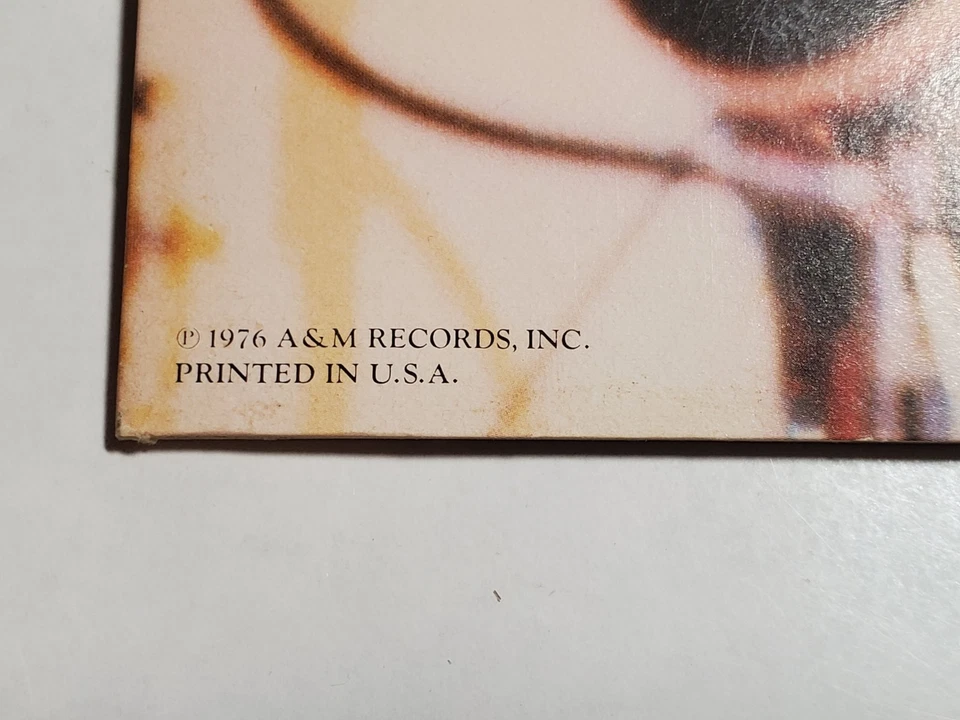 ℗ 1976 A&M RECORDS, INC.
PRINTED IN U.S.A.